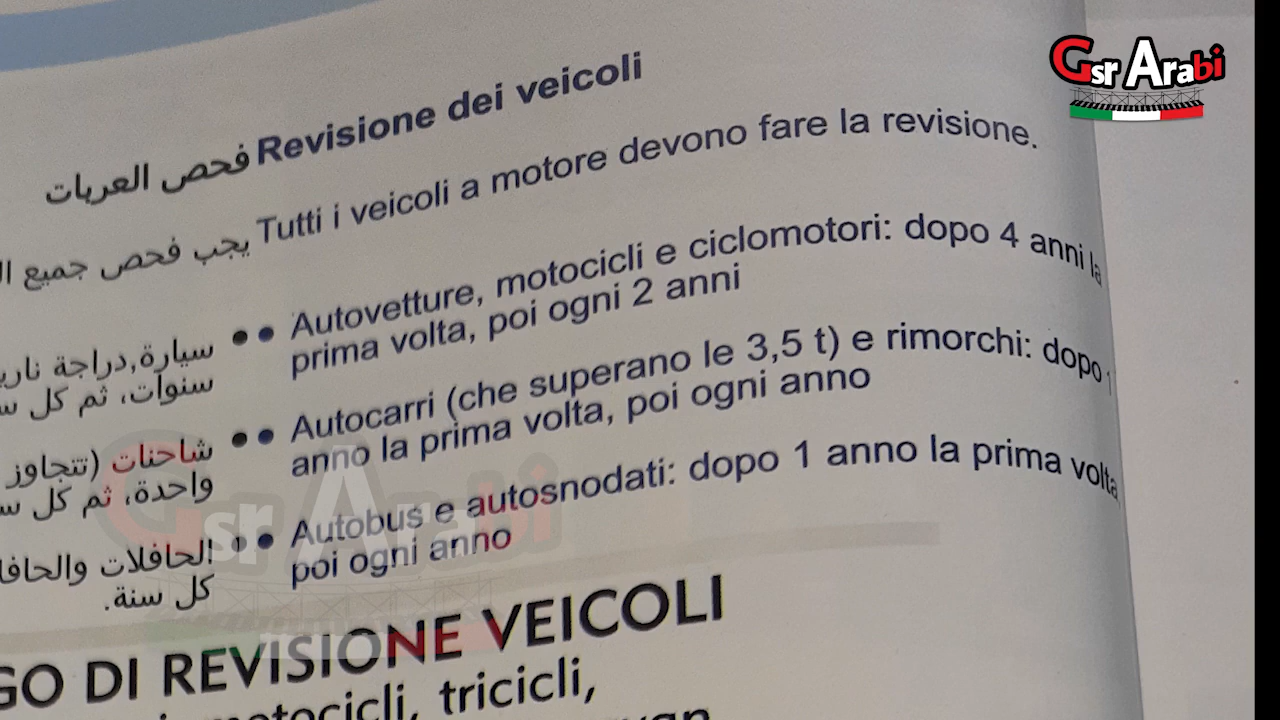 Gsr Arabi
فحص العربات Revisione dei veicoli
يجب فحص جميع Tutti i veicoli a motore devono fare la revisione.
• Autovetture, motocicli e ciclomotori: dopo 4 anni la
prima volta, poi ogni 2 anni
• سيارة,دراجة
سنوات، ثم كل
• Autocarri (che superano le 3,5 t) e rimorchi: dopo 1
anno la prima volta, poi ogni anno
• شاحنات (تتجاوز
واحدة، ثم كل
• Autobus e autosnodati: dopo 1 anno la prima volta
poi ogni anno
• الحافلات
كل سنة.
Gsr Arabi
DI REVISIONE VEICOLI
motocicli, tricicli,